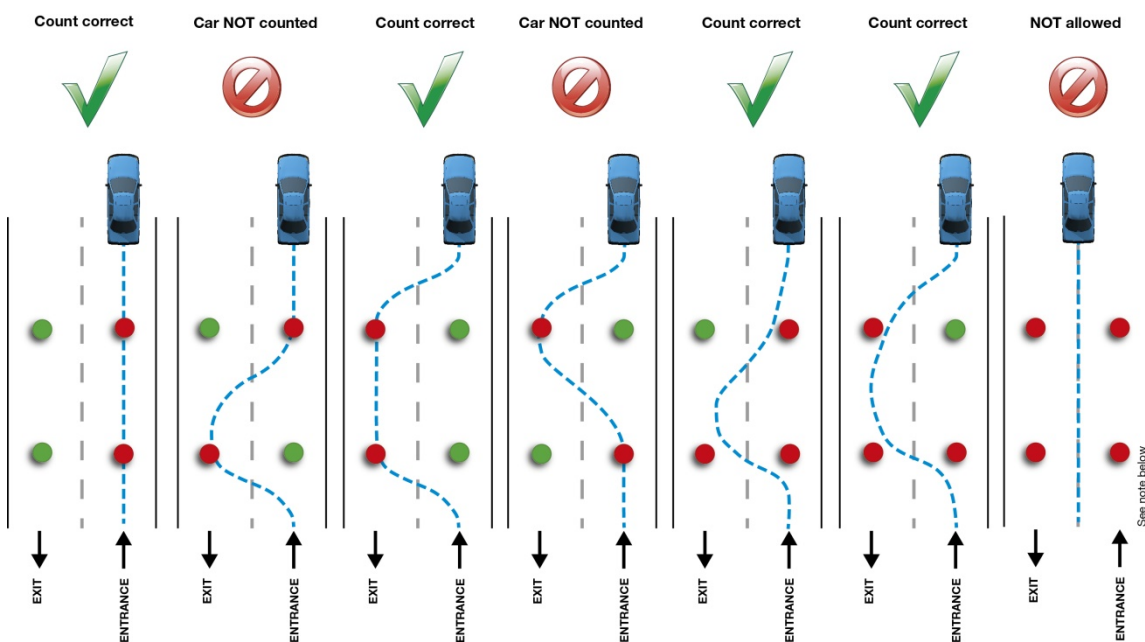 Count correct
Car NOT counted
Count correct
Car NOT counted
Count correct
Count correct
NOT allowed
See note below
EXIT
ENTRANCE
EXIT
ENTRANCE
EXIT
ENTRANCE
EXIT
ENTRANCE
EXIT
ENTRANCE
EXIT
ENTRANCE
EXIT
ENTRANCE